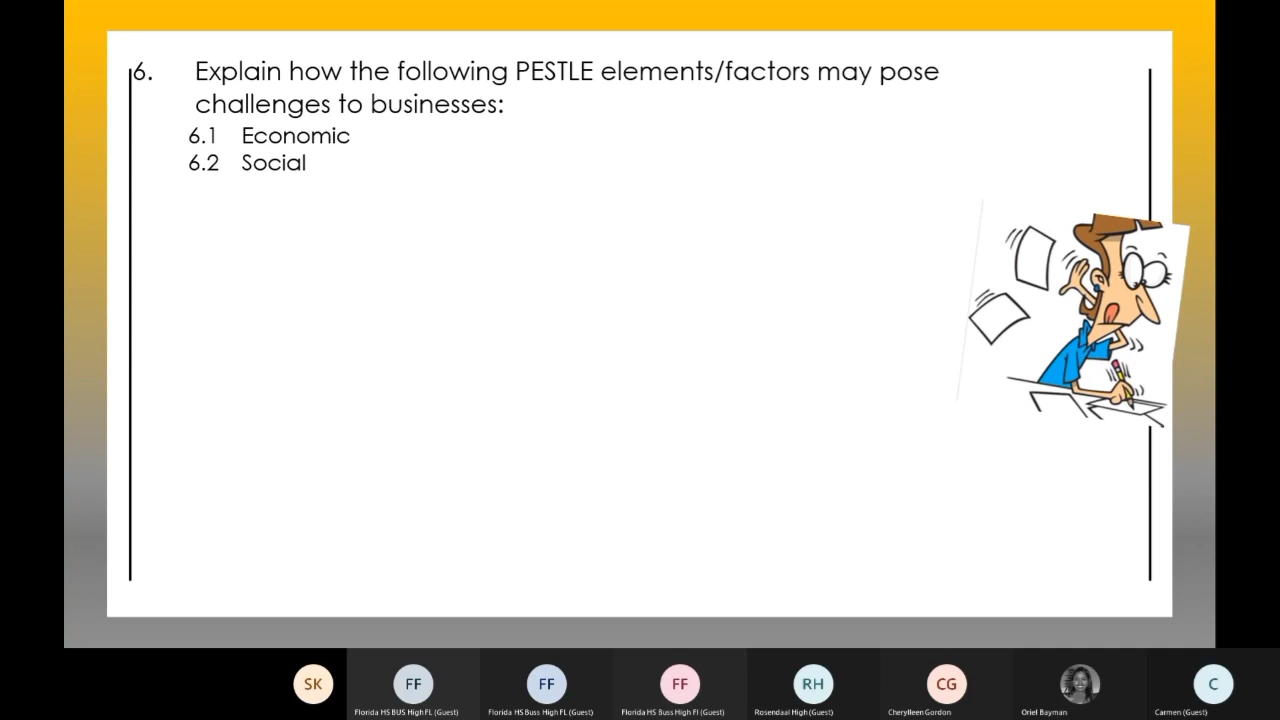 6. Explain how the following PESTLE elements/factors may pose
challenges to businesses:
6.1 Economic
6.2 Social
SK
FF
FF
FF
RH
CG
C
Florida HS BUS High FL (Guest)
Florida HS Buss High FL (Guest)
Florida HS Buss High Fl (Guest)
Rosendaal High (Guest)
Cherylleen Gordon
Oriel Bayman
Carmen (Guest)